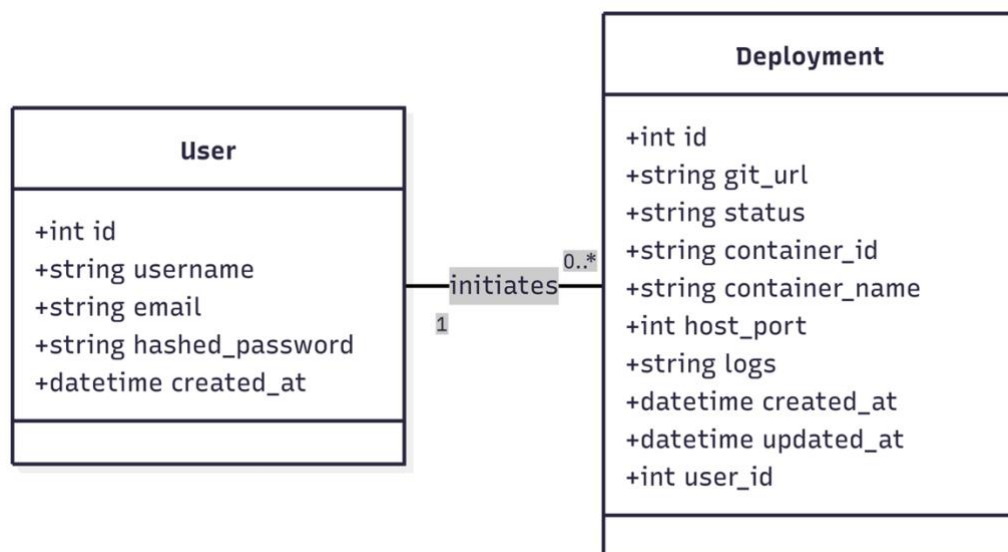 User
+int id
+string username
+string email
+string hashed_password
+datetime created_at
1
initiates
0..*
Deployment
+int id
+string git_url
+string status
+string container_id
+string container_name
+int host_port
+string logs
+datetime created_at
+datetime updated_at
+int user_id